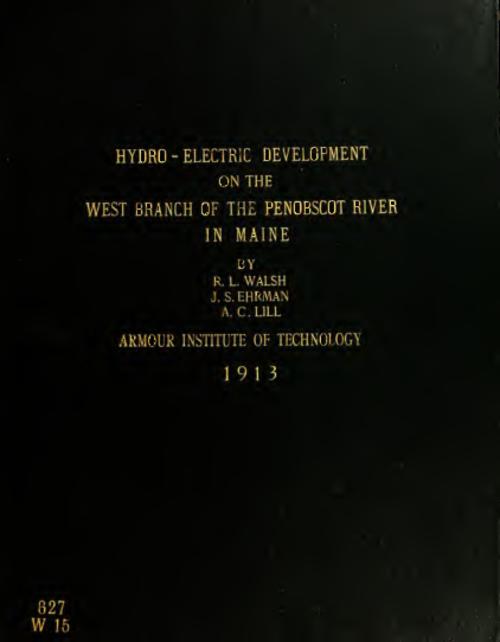 HYDRO - ELECTRIC DEVELOPMENT
ON THE
WEST BRANCH OF THE PENOBSCOT RIVER
IN MAINE
BY
R. L. WALSH
J. S. EHRMAN
A. C. LILL
ARMOUR INSTITUTE OF TECHNOLOGY
1913
627
W 15